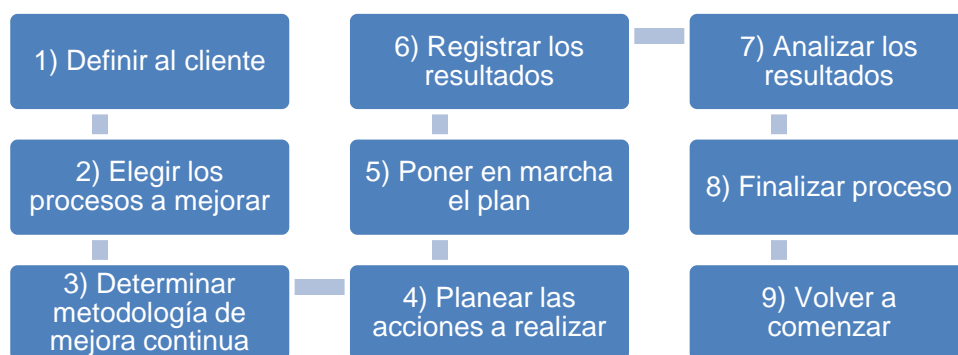 1) Definir al cliente
2) Elegir los
procesos a mejorar
3) Determinar
metodología de
mejora continua
4) Planear las
acciones a realizar
5) Poner en marcha
el plan
6) Registrar los
resultados
7) Analizar los
resultados
8) Finalizar proceso
9) Volver a
comenzar